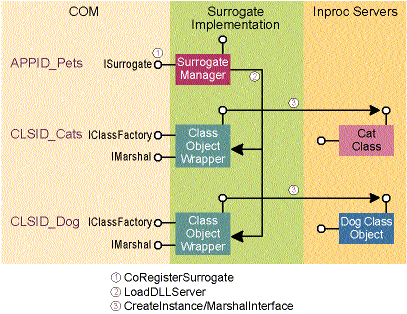 COM
Surrogate
Implementation
Inproc Servers
①
APPID_Pets
ISurrogate
Surrogate
Manager
②
③
CLSID_Cats
IClassFactory
IMarshal
Class
Object
Wrapper
Cat
Class
③
CLSID_Dog
IClassFactory
IMarshal
Class
Object
Wrapper
Dog Class
Object
① CoRegisterSurrogate
② LoadDLLServer
③ CreateInstance/MarshalInterface